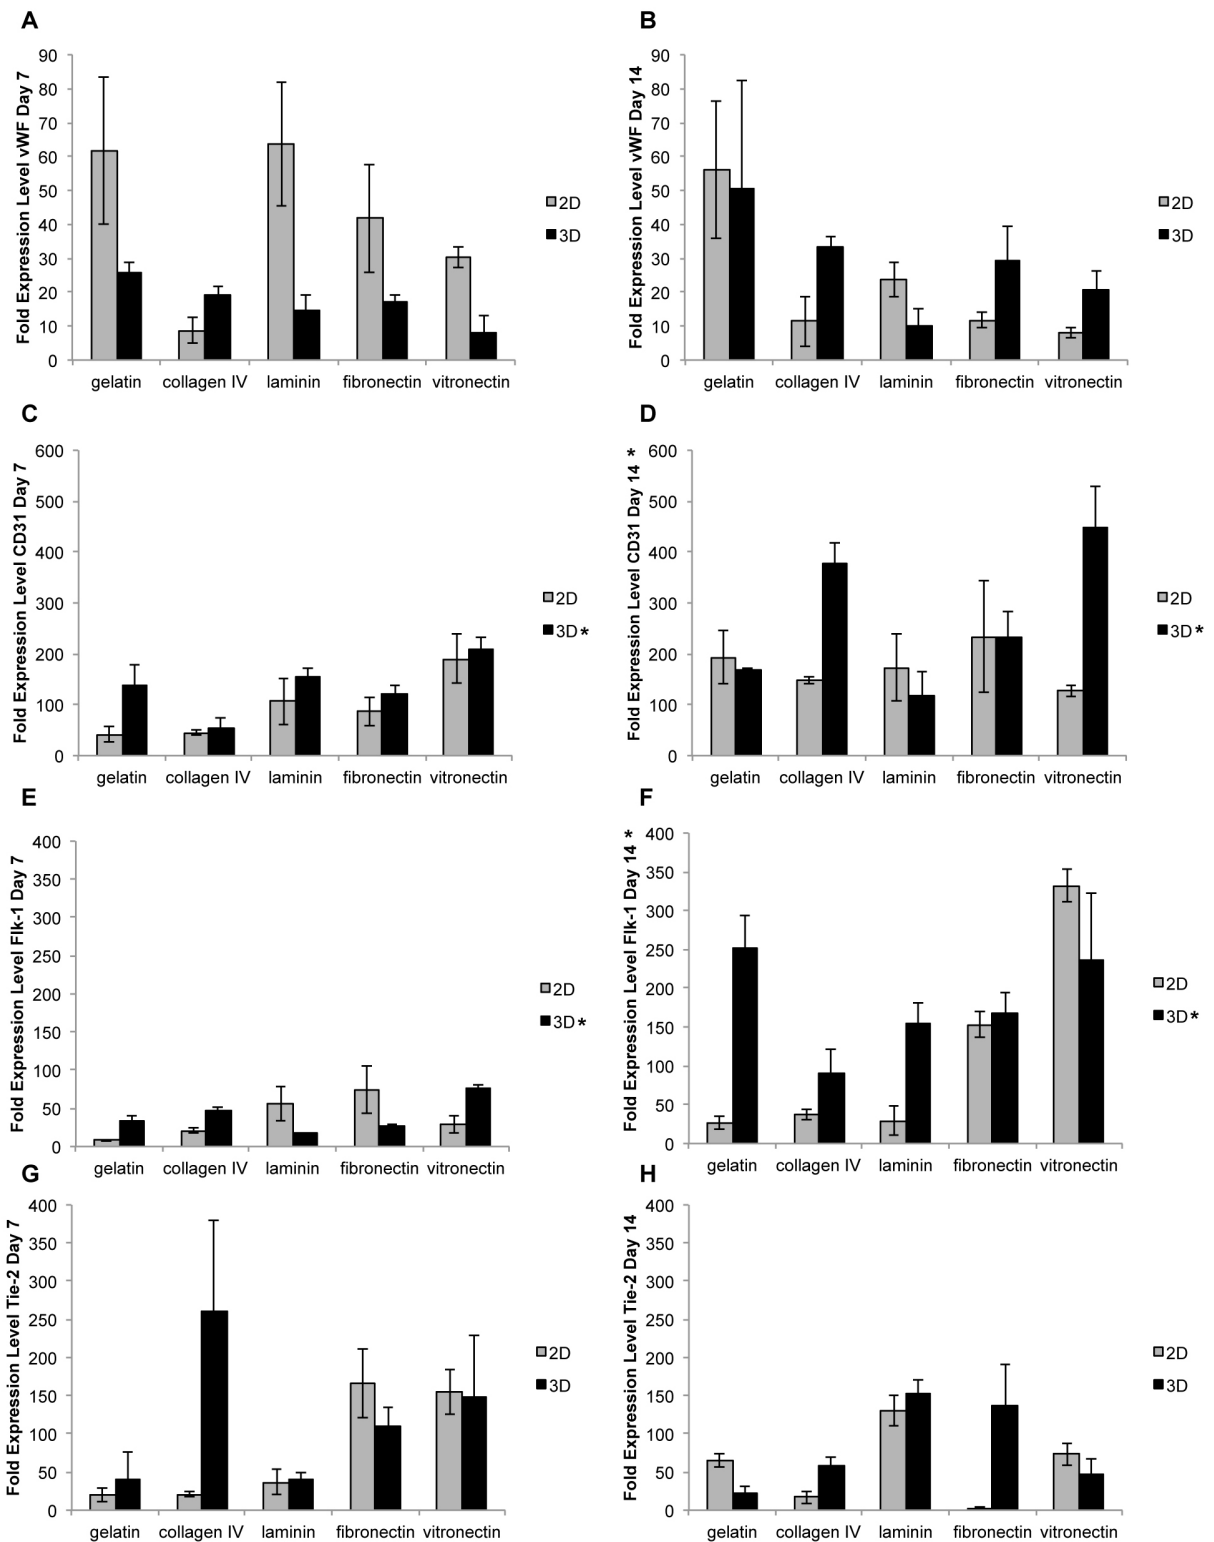 A
Fold Expression Level vWF Day 7
90
80
70
60
50
40
30
20
10
0
gelatin collagen IV laminin fibronectin vitronectin
2D
3D
B
Fold Expression Level vWF Day 14
90
80
70
60
50
40
30
20
10
0
gelatin collagen IV laminin fibronectin vitronectin
2D
3D
C
Fold Expression Level CD31 Day 7
600
500
400
300
200
100
0
gelatin collagen IV laminin fibronectin vitronectin
2D
3D*
D
Fold Expression Level CD31 Day 14 *
600
500
400
300
200
100
0
gelatin collagen IV laminin fibronectin vitronectin
2D
3D*
E
Fold Expression Level Flk-1 Day 7
400
350
300
250
200
150
100
50
0
gelatin collagen IV laminin fibronectin vitronectin
2D
3D*
F
Fold Expression Level Flk-1 Day 14 *
400
350
300
250
200
150
100
50
0
gelatin collagen IV laminin fibronectin vitronectin
2D
3D*
G
Fold Expression Level Tie-2 Day 7
400
350
300
250
200
150
100
50
0
gelatin collagen IV laminin fibronectin vitronectin
2D
3D
H
Fold Expression Level Tie-2 Day 14
400
350
300
250
200
150
100
50
0
gelatin collagen IV laminin fibronectin vitronectin
2D
3D